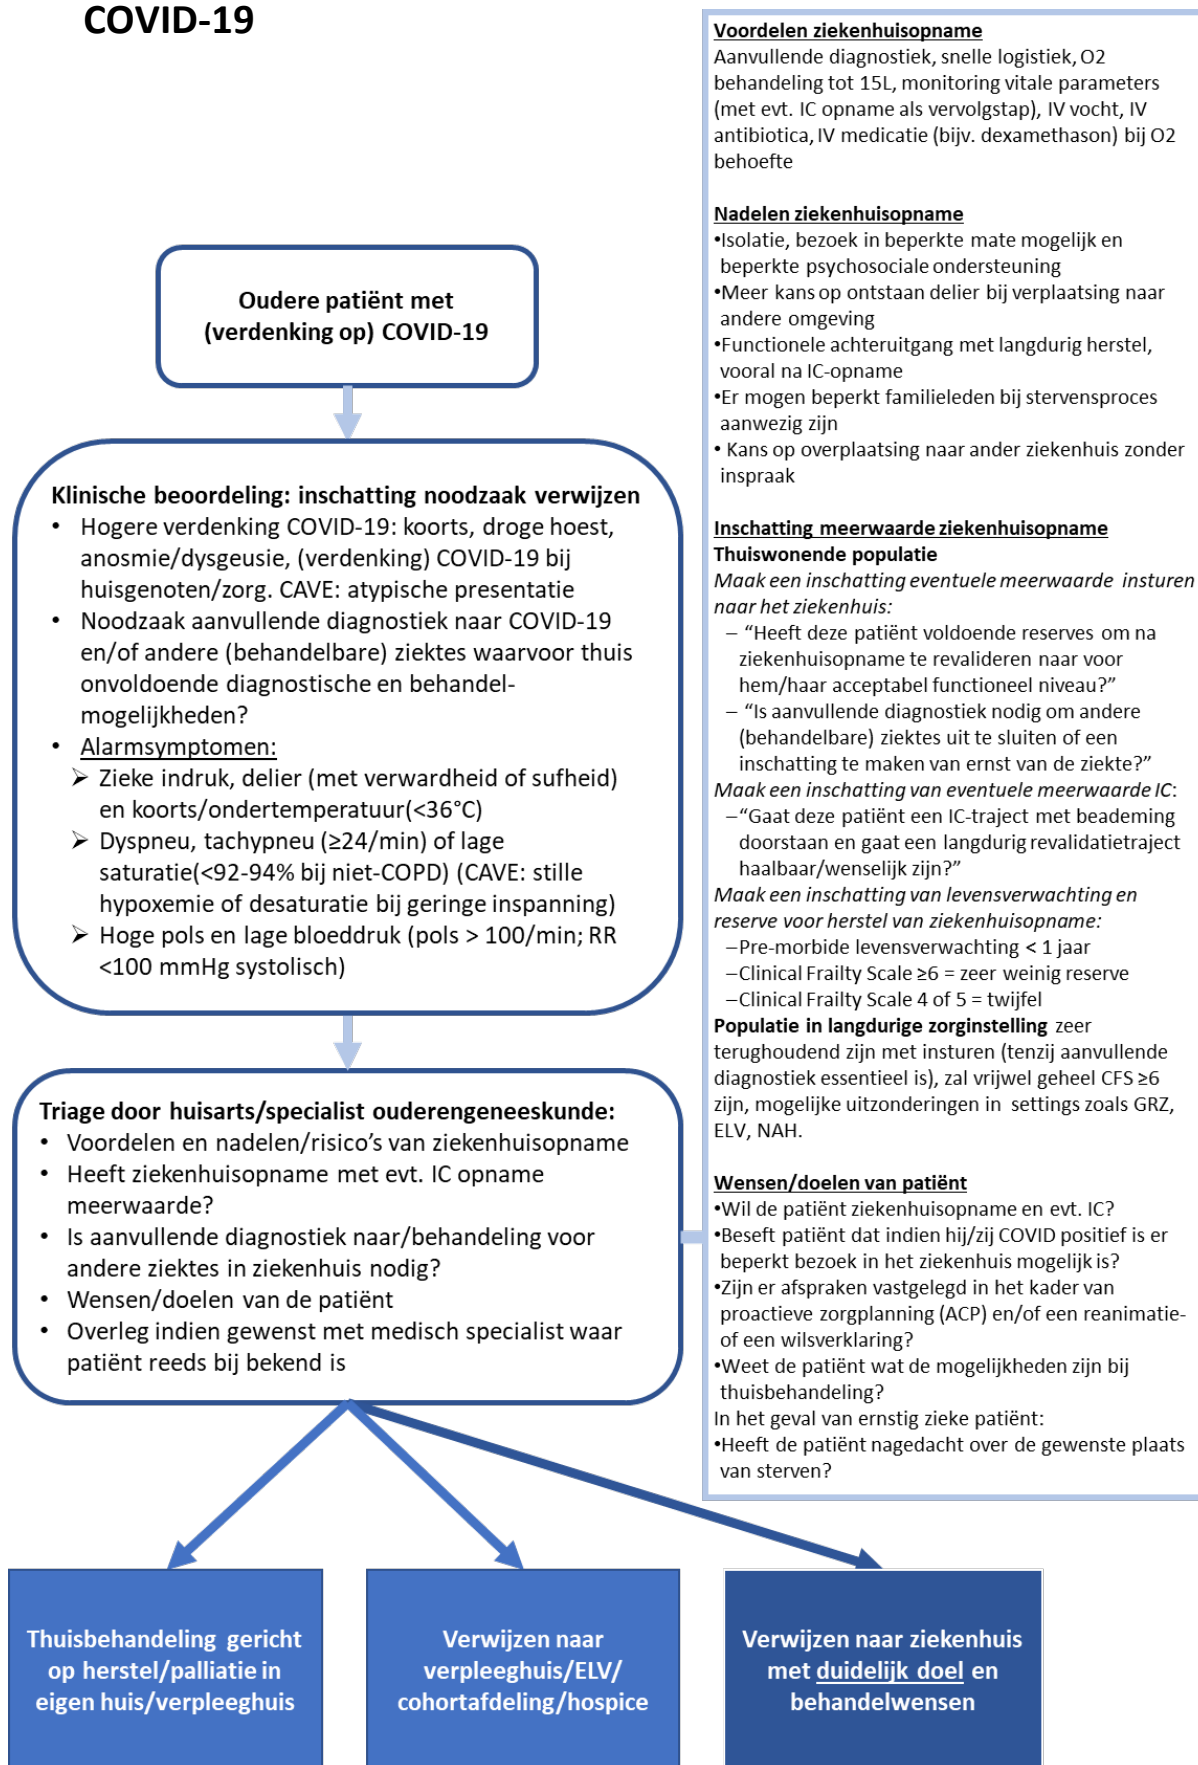 COVID-19
Oudere patiënt met
(verdenking op) COVID-19
Klinische beoordeling: inschatting noodzaak verwijzen
• Hogere verdenking COVID-19: koorts, droge hoest,
anosmie/dysgeusie, (verdenking) COVID-19 bij
huisgenoten/zorg. CAVE: atypische presentatie
• Noodzaak aanvullende diagnostiek naar COVID-19
en/of andere (behandelbare) ziektes waarvoor thuis
onvoldoende diagnostische en behandel-
mogelijkheden?
• Alarmsymptomen:
➢ Zieke indruk, delier (met verwardheid of sufheid)
en koorts/ondertemperatuur(<36°C)
➢ Dyspneu, tachypneu (≥24/min) of lage
saturatie(<92-94% bij niet-COPD) (CAVE: stille
hypoxemie of desaturatie bij geringe inspanning)
➢ Hoge pols en lage bloeddruk (pols > 100/min; RR
<100 mmHg systolisch)
Triage door huisarts/specialist ouderengeneeskunde:
• Voordelen en nadelen/risico's van ziekenhuisopname
• Heeft ziekenhuisopname met evt. IC opname
meerwaarde?
• Is aanvullende diagnostiek naar/behandeling voor
andere ziektes in ziekenhuis nodig?
• Wensen/doelen van de patiënt
• Overleg indien gewenst met medisch specialist waar
patiënt reeds bij bekend is
Voordelen ziekenhuisopname
Aanvullende diagnostiek, snelle logistiek, O2
behandeling tot 15L, monitoring vitale parameters
(met evt. IC opname als vervolgstap), IV vocht, IV
antibiotica, IV medicatie (bijv. dexamethason) bij O2
behoefte
Nadelen ziekenhuisopname
•Isolatie, bezoek in beperkte mate mogelijk en
beperkte psychosociale ondersteuning
•Meer kans op ontstaan delier bij verplaatsing naar
andere omgeving
•Functionele achteruitgang met langdurig herstel,
vooral na IC-opname
•Er mogen beperkt familieleden bij stervensproces
aanwezig zijn
• Kans op overplaatsing naar ander ziekenhuis zonder
inspraak
Inschatting meerwaarde ziekenhuisopname
Thuiswonende populatie
Maak een inschatting eventuele meerwaarde insturen
naar het ziekenhuis:
– “Heeft deze patiënt voldoende reserves om na
ziekenhuisopname te revalideren naar voor
hem/haar acceptabel functioneel niveau?”
– “Is aanvullende diagnostiek nodig om andere
(behandelbare) ziektes uit te sluiten of een
inschatting te maken van ernst van de ziekte?”
Maak een inschatting van eventuele meerwaarde IC:
–“Gaat deze patiënt een IC-traject met beademing
doorstaan en gaat een langdurig revalidatietraject
haalbaar/wenselijk zijn?”
Maak een inschatting van levensverwachting en
reserve voor herstel van ziekenhuisopname:
–Pre-morbide levensverwachting < 1 jaar
–Clinical Frailty Scale ≥6 = zeer weinig reserve
–Clinical Frailty Scale 4 of 5 = twijfel
Populatie in langdurige zorginstelling zeer
terughoudend zijn met insturen (tenzij aanvullende
diagnostiek essentieel is), zal vrijwel geheel CFS ≥6
zijn, mogelijke uitzonderingen in settings zoals GRZ,
ELV, NAH.
Wensen/doelen van patiënt
•Wil de patiënt ziekenhuisopname en evt. IC?
•Beseft patiënt dat indien hij/zij COVID positief is er
beperkt bezoek in het ziekenhuis mogelijk is?
•Zijn er afspraken vastgelegd in het kader van
proactieve zorgplanning (ACP) en/of een reanimatie-
of een wilsverklaring?
•Weet de patiënt wat de mogelijkheden zijn bij
thuisbehandeling?
In het geval van ernstig zieke patiënt:
•Heeft de patiënt nagedacht over de gewenste plaats
van sterven?
Thuisbehandeling gericht
op herstel/palliatie in
eigen huis/verpleeghuis
Verwijzen naar
verpleeghuis/ELV/
cohortafdeling/hospice
Verwijzen naar ziekenhuis
met duidelijk doel en
behandelwensen